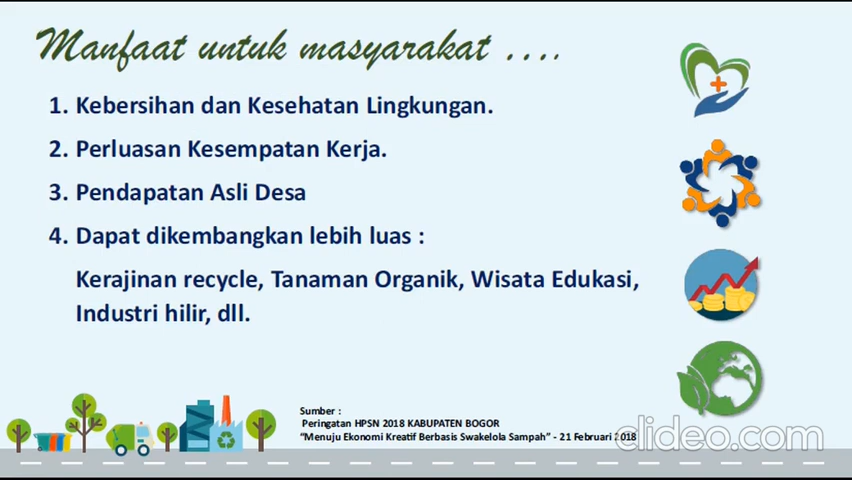 Manfaat untuk masyarakat ....
1. Kebersihan dan Kesehatan Lingkungan.
2. Perluasan Kesempatan Kerja.
3. Pendapatan Asli Desa
4. Dapat dikembangkan lebih luas :
Kerajinan recycle, Tanaman Organik, Wisata Edukasi,
Industri hilir, dll.
Sumber :
Peringatan HPSN 2018 KABUPATEN BOGOR
“Menuju Ekonomi Kreatif Berbasis Swakelola Sampah” - 21 Februari 2018
clideo.com